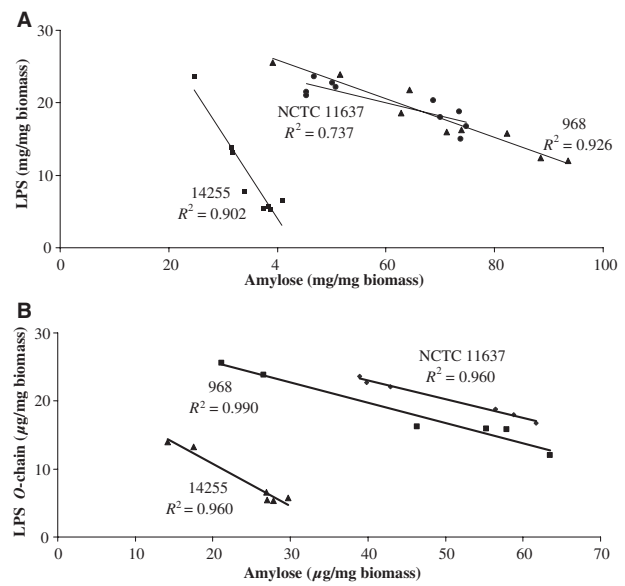 A
LPS (mg/mg biomass)
30
20
10
0
NCTC 11637
R² = 0.737
968
R² = 0.926
14255
R² = 0.902
0 20 4 60 80 100
Amylose (mg/mg biomass)
B
LPS O-chain (µg/mg biomass)
30
20
10
0
NCTC 11637
R² = 0.960
968
R² = 0.990
14255
R² = 0.960
0 10 20 30 40 50 60 70
Amylose (µg/mg biomass)